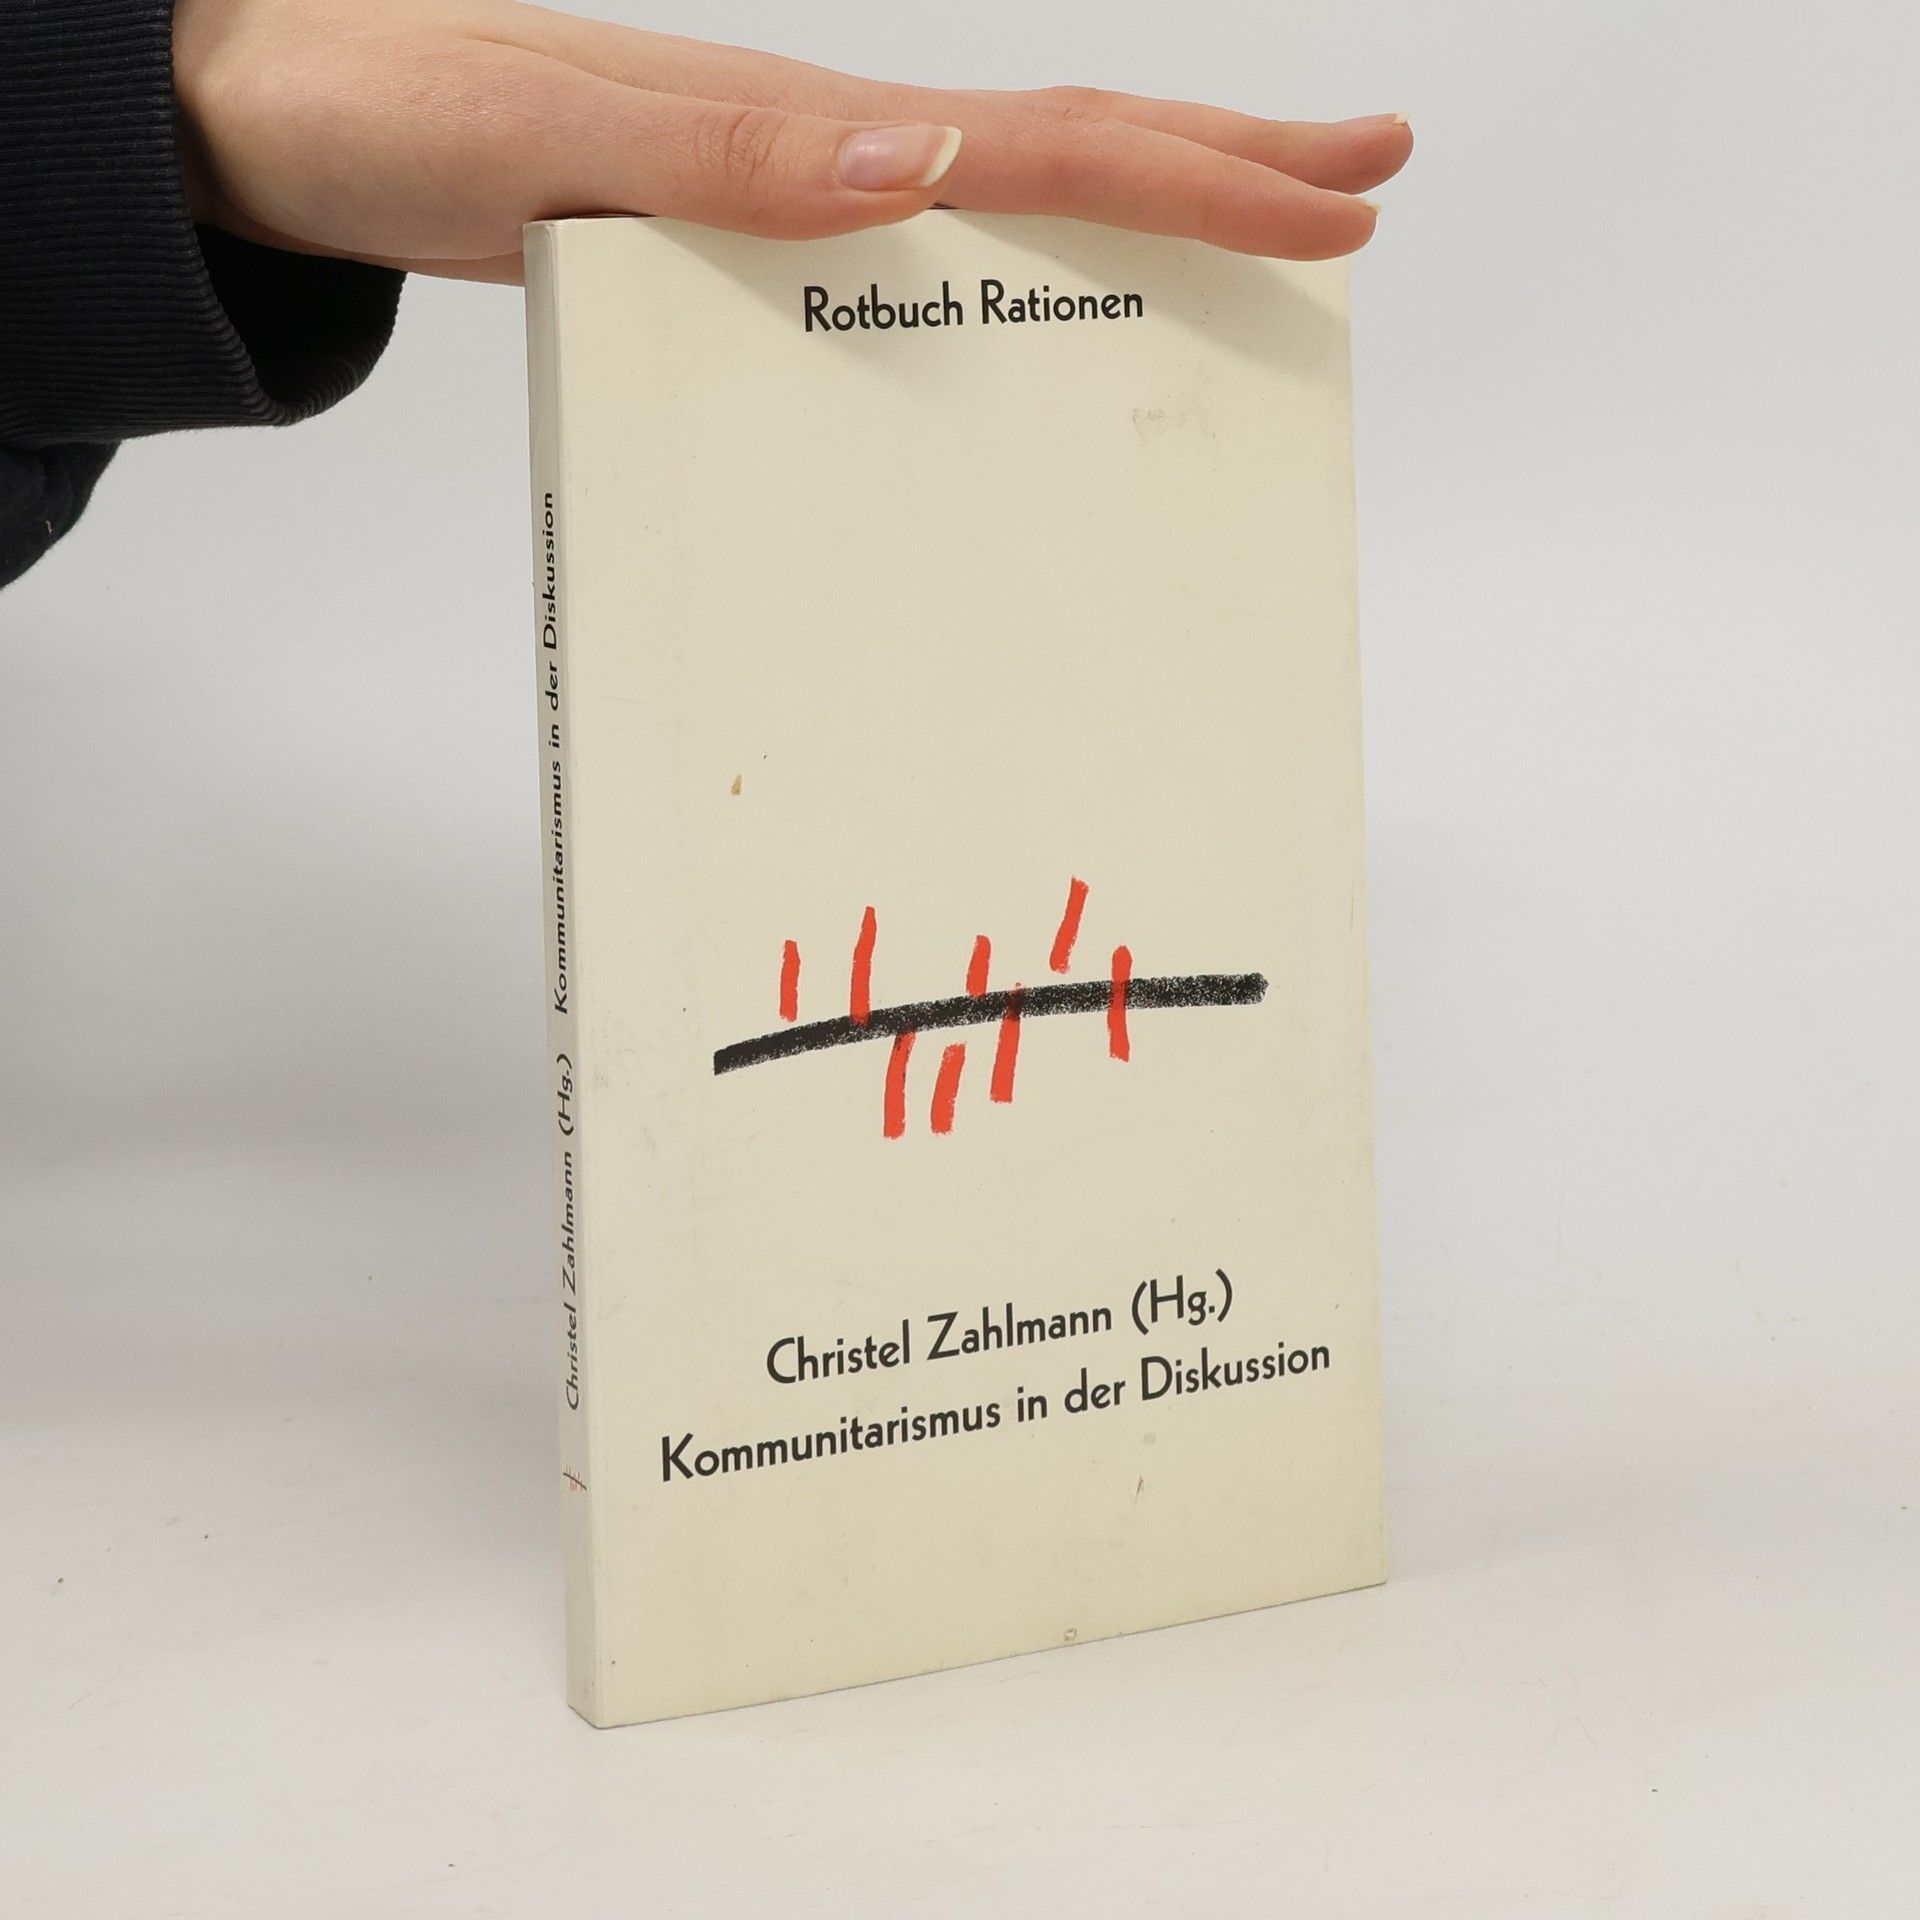 Rotbuch Rationen
Christel Zahlmann (Hg.)
Kommunitarismus in der Diskussion
Christel Zahlmann (Hg.) Kommunitarismus in der Diskussion